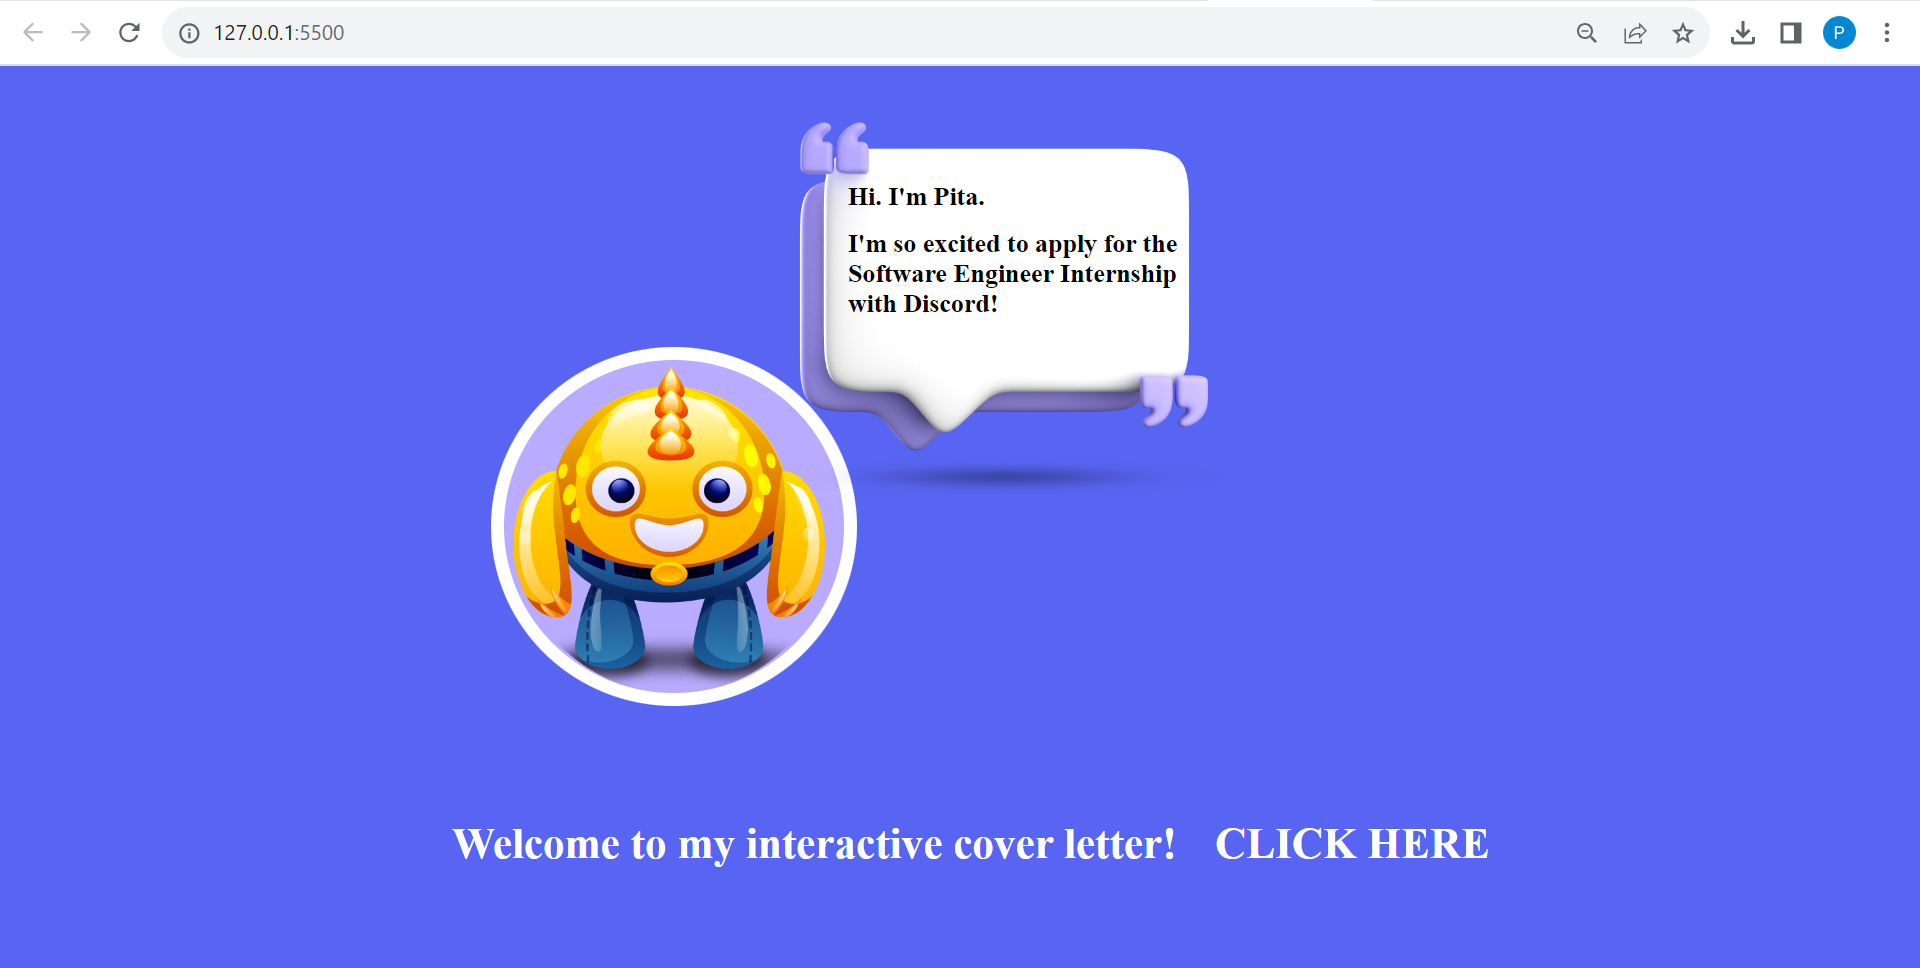 127.0.0.1:5500
P
Hi. I'm Pita.
I'm so excited to apply for the
Software Engineer Internship
with Discord!
Welcome to my interactive cover letter! CLICK HERE